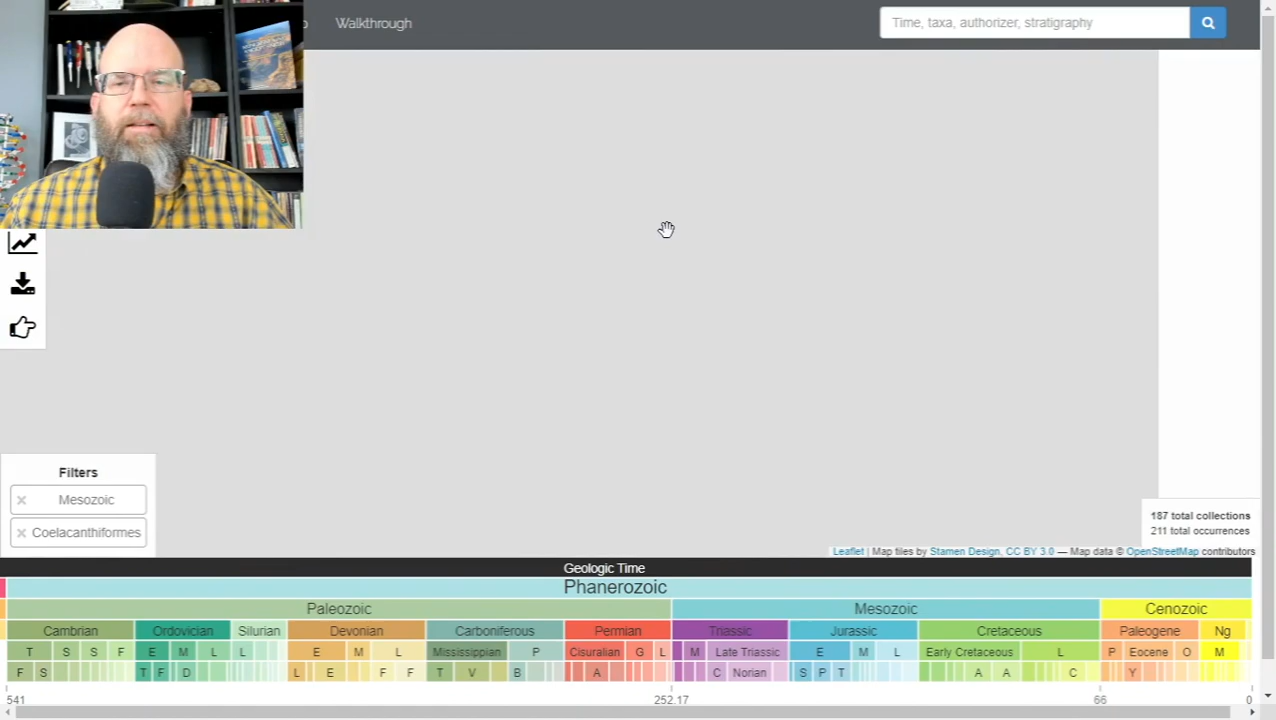 Walkthrough
Time, taxa, authorizer, stratigraphy
Filters
× Mesozoic
× Coelacanthiformes
187 total collections
211 total occurrences
Leaflet | Map tiles by Stamen Design, CC BY 3.0 — Map data © OpenStreetMap contributors
Geologic Time
Phanerozoic
Paleozoic Mesozoic Cenozoic
Cambrian Ordovician Silurian Devonian Carboniferous Permian Triassic Jurassic Cretaceous Paleogene Ng
T S S F E M L L E M L Mississippian P Cisuralian G L M Late Triassic E M L Early Cretaceous L P Eocene O M
F S T F D L E F F T V B A C Norian S P T A A C Y
541 252.17 66 0